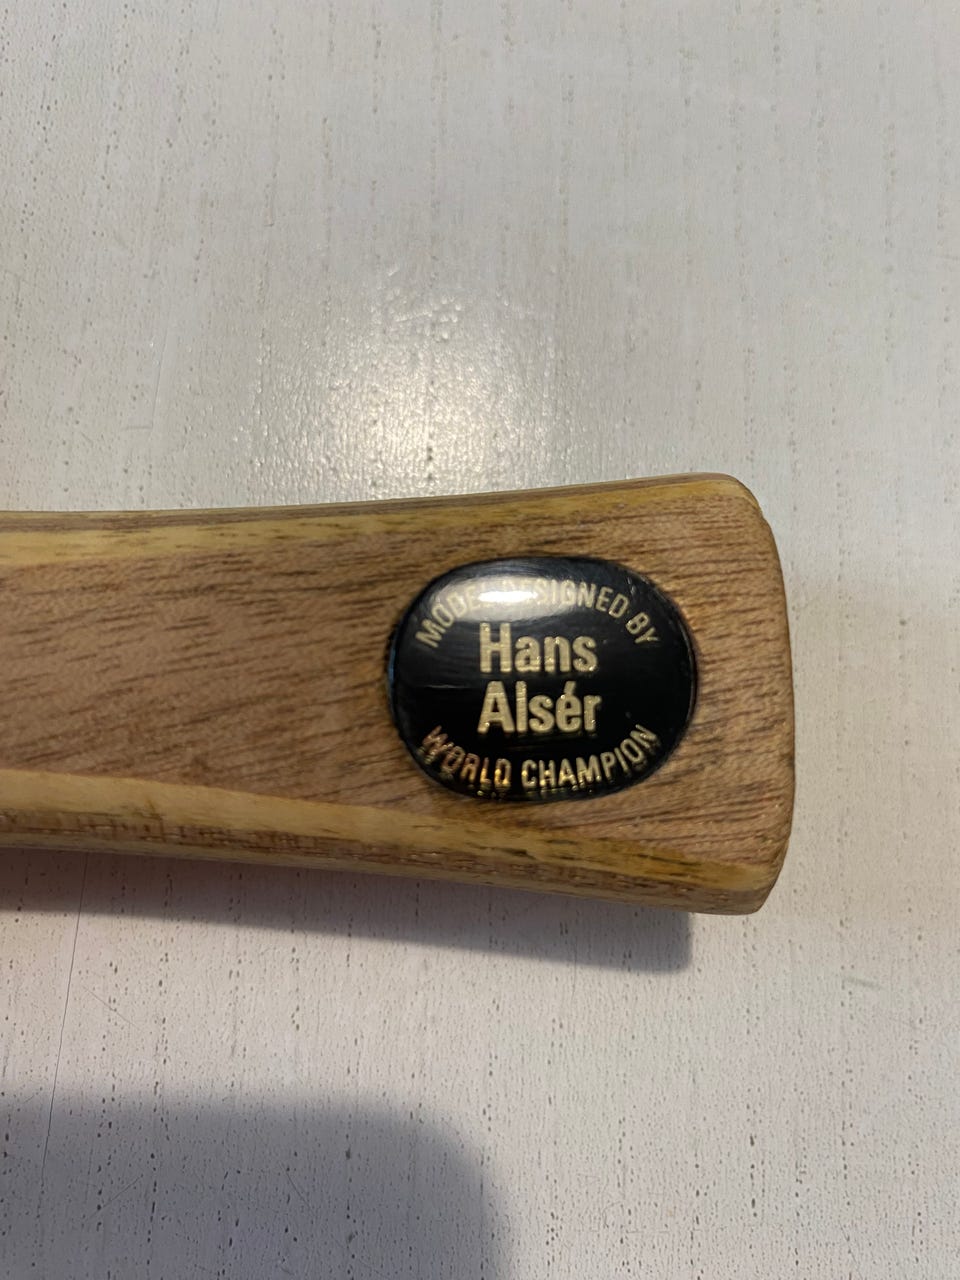 MODEL DESIGNED BY
Hans
Alsér
WORLD CHAMPION